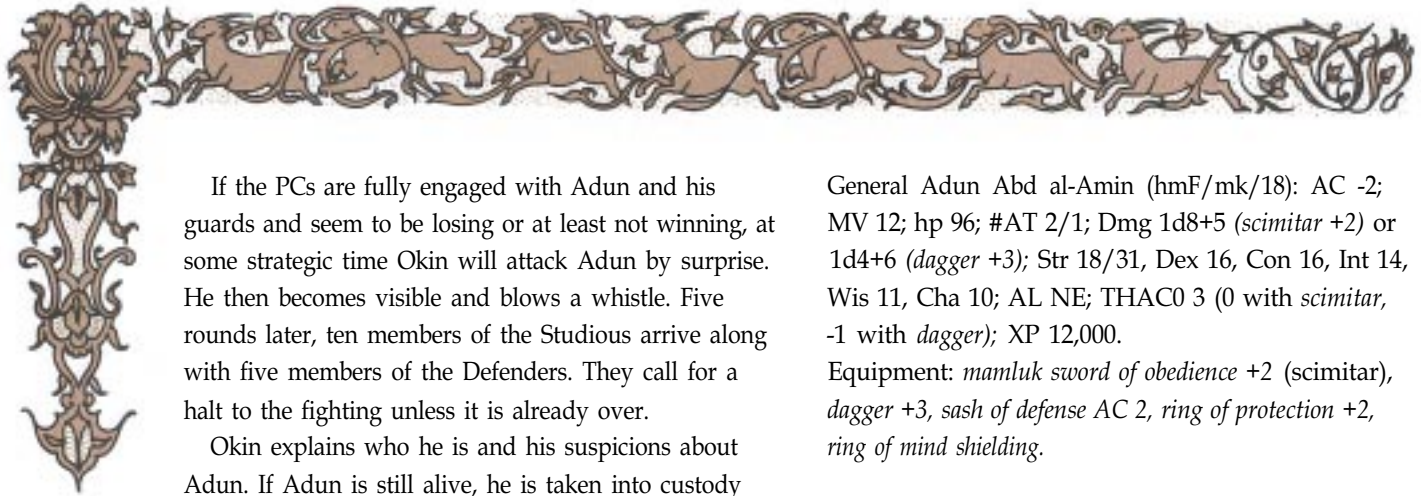 If the PCs are fully engaged with Adun and his
guards and seem to be losing or at least not winning, at
some strategic time Okin will attack Adun by surprise.
He then becomes visible and blows a whistle. Five
rounds later, ten members of the Studious arrive along
with five members of the Defenders. They call for a
halt to the fighting unless it is already over.
Okin explains who he is and his suspicions about
Adun. If Adun is still alive, he is taken into custody
General Adun Abd al-Amin (hmF/mk/18): AC -2;
MV 12; hp 96; #AT 2/1; Dmg 1d8+5 (scimitar +2) or
1d4+6 (dagger +3); Str 18/31, Dex 16, Con 16, Int 14,
Wis 11, Cha 10; AL NE; THAC0 3 (0 with scimitar,
-1 with dagger); XP 12,000.
Equipment: mamluk sword of obedience +2 (scimitar),
dagger +3, sash of defense AC 2, ring of protection +2,
ring of mind shielding.